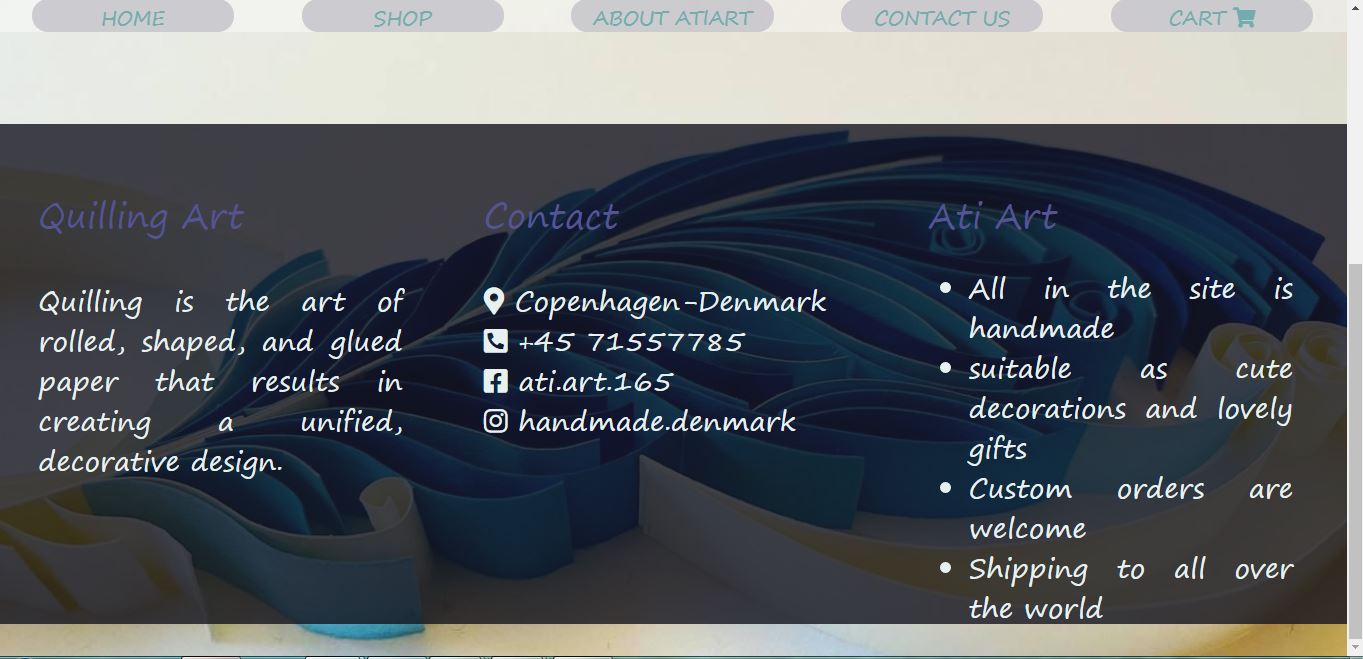 HOME
SHOP
ABOUT ATIART
CONTACT US
CART
Quilling Art
Quilling is the art of
rolled, shaped, and glued
paper that results in
creating a unified,
decorative design.
Contact
Copenhagen-Denmark
+45 71557785
ati.art.165
handmade.denmark
Ati Art
All in the site is
handmade
suitable as cute
decorations and lovely
gifts
Custom orders are
welcome
Shipping to all over
the world